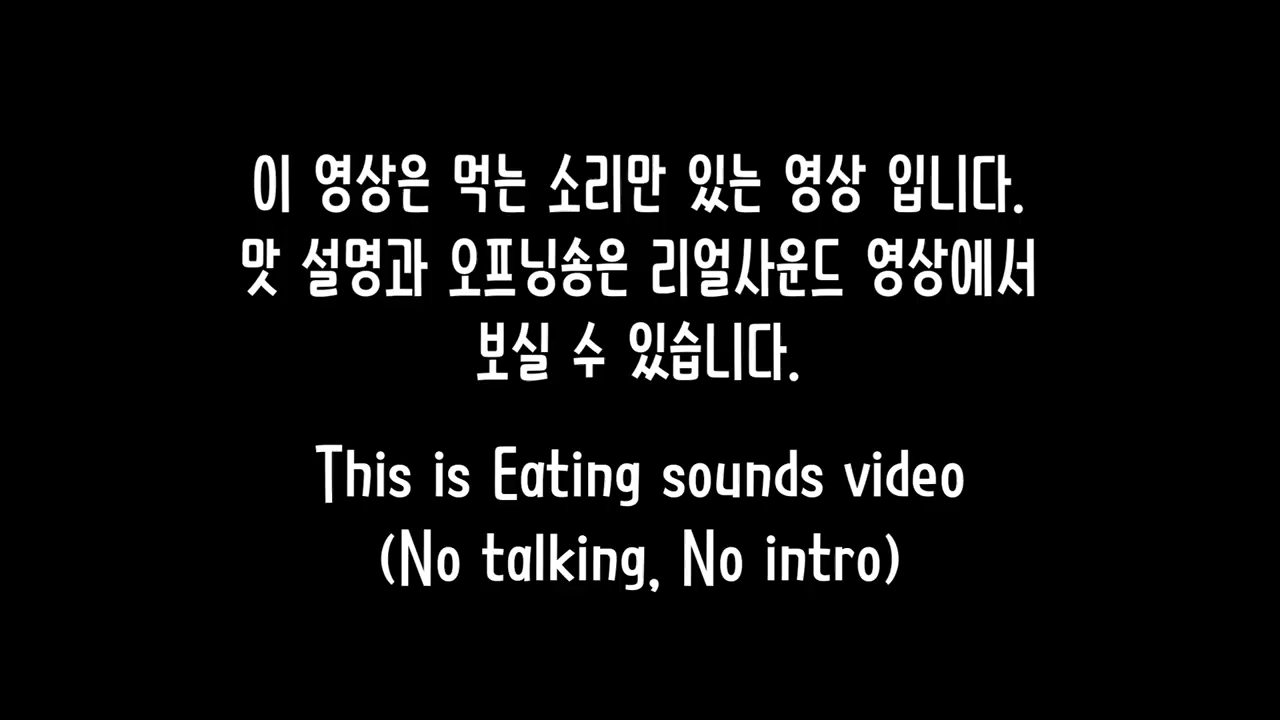 이 영상은 먹는 소리만 있는 영상 입니다.
맛 설명과 오프닝송은 리얼사운드 영상에서
보실 수 있습니다.
This is Eating sounds video
(No talking, No intro)